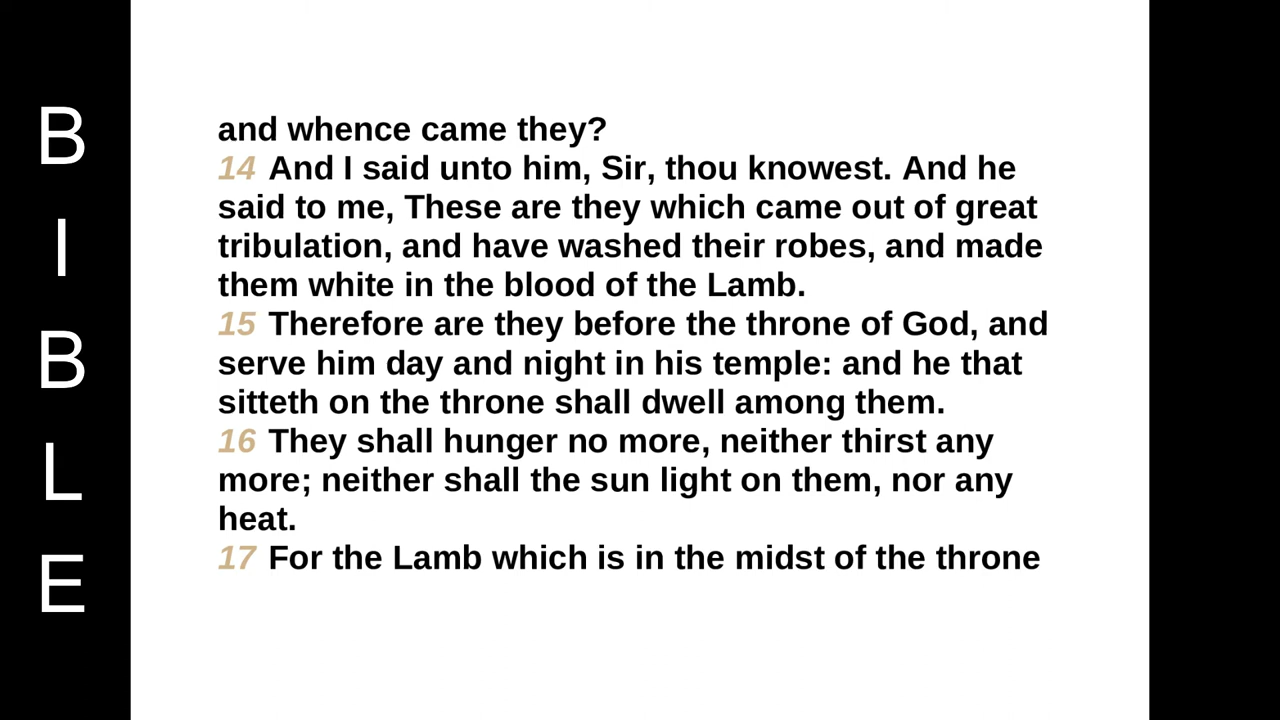 B
I
B
L
E
and whence came they?
14 And I said unto him, Sir, thou knowest. And he
said to me, These are they which came out of great
tribulation, and have washed their robes, and made
them white in the blood of the Lamb.
15 Therefore are they before the throne of God, and
serve him day and night in his temple: and he that
sitteth on the throne shall dwell among them.
16 They shall hunger no more, neither thirst any
more; neither shall the sun light on them, nor any
heat.
17 For the Lamb which is in the midst of the throne